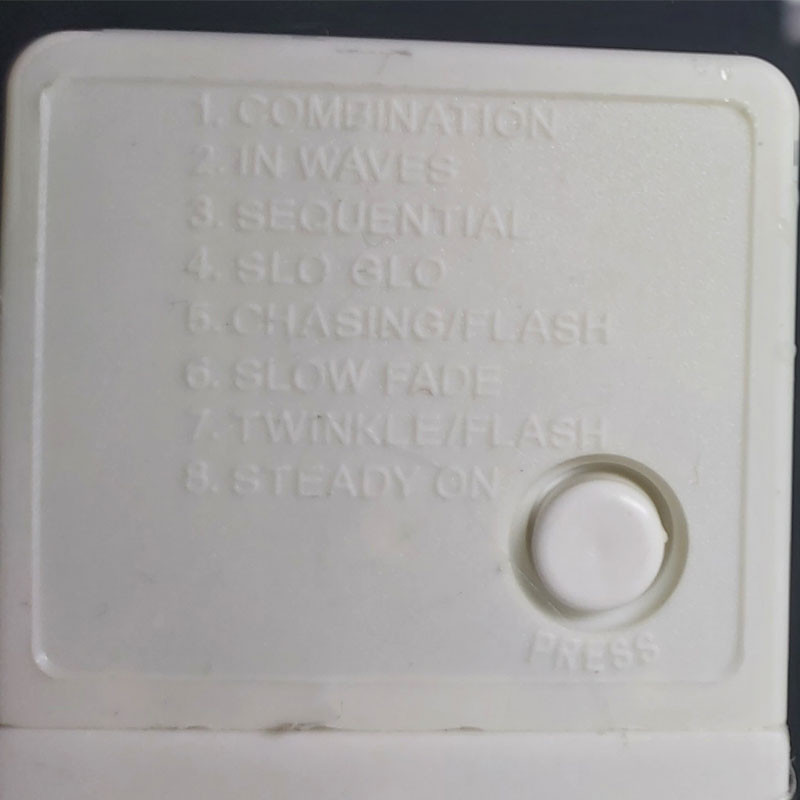 1. COMBINATION
2. IN WAVES
3. SEQUENTIAL
4. SLO GLO
5. CHASING/FLASH
6. SLOW FADE
7. TWINKLE/FLASH
8. STEADY ON
PRESS